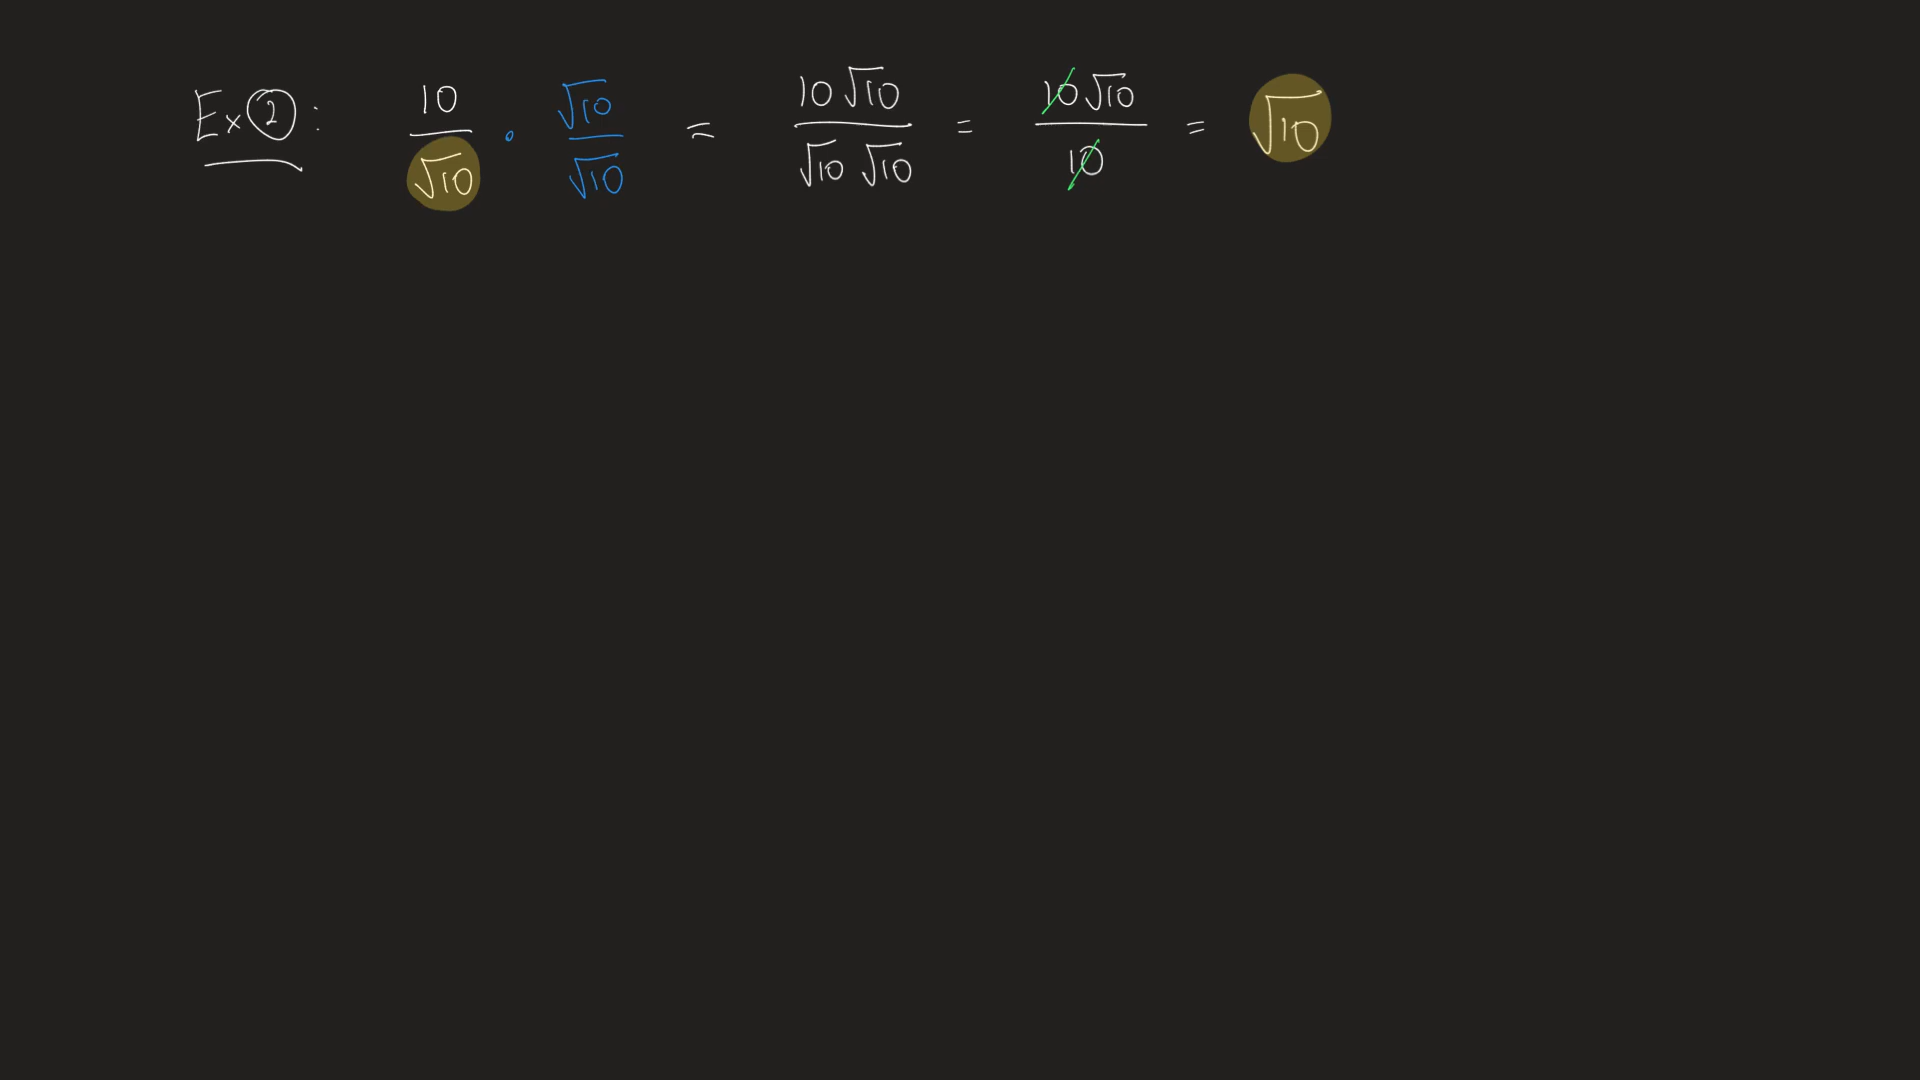 Ex ②: 10/√10 · √10/√10 = 10√10/√10 √10 = 10√10/10 = √10